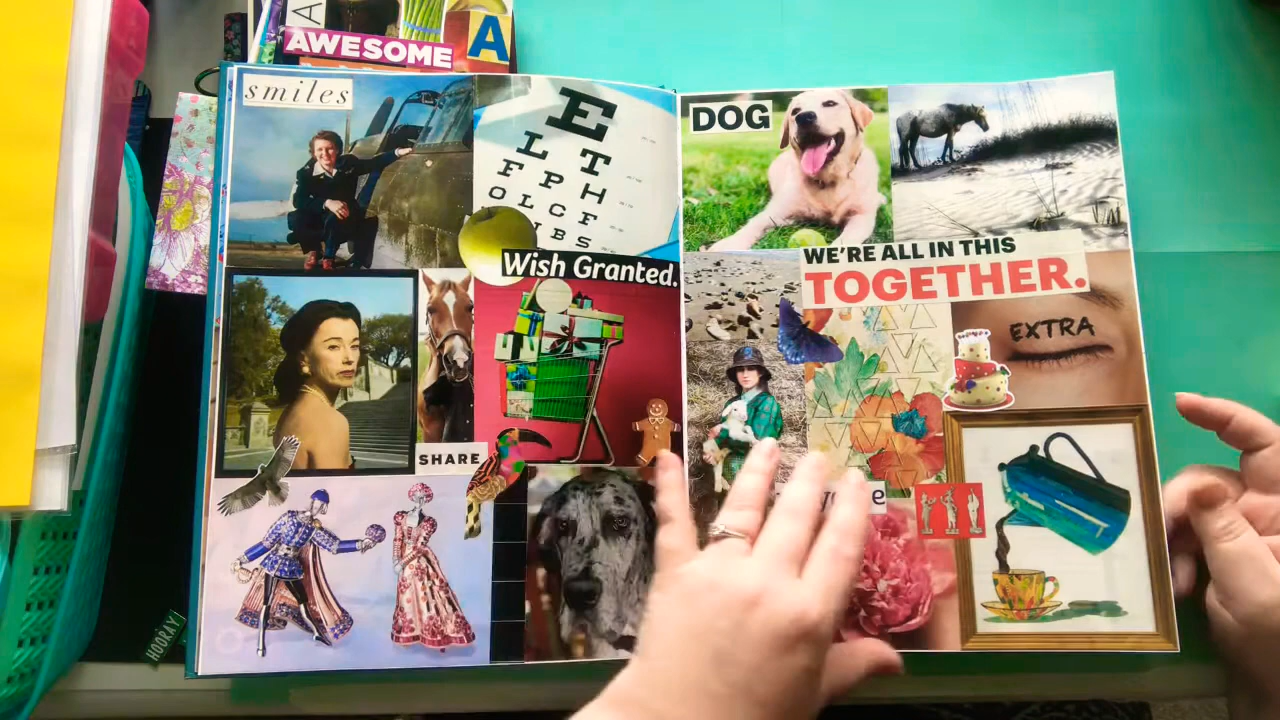 AWESOME
A
smiles
E
L T
F P H
O L C F
B S
Wish Granted.
SHARE
HOORAY
DOG
WE'RE ALL IN THIS
TOGETHER.
EXTRA